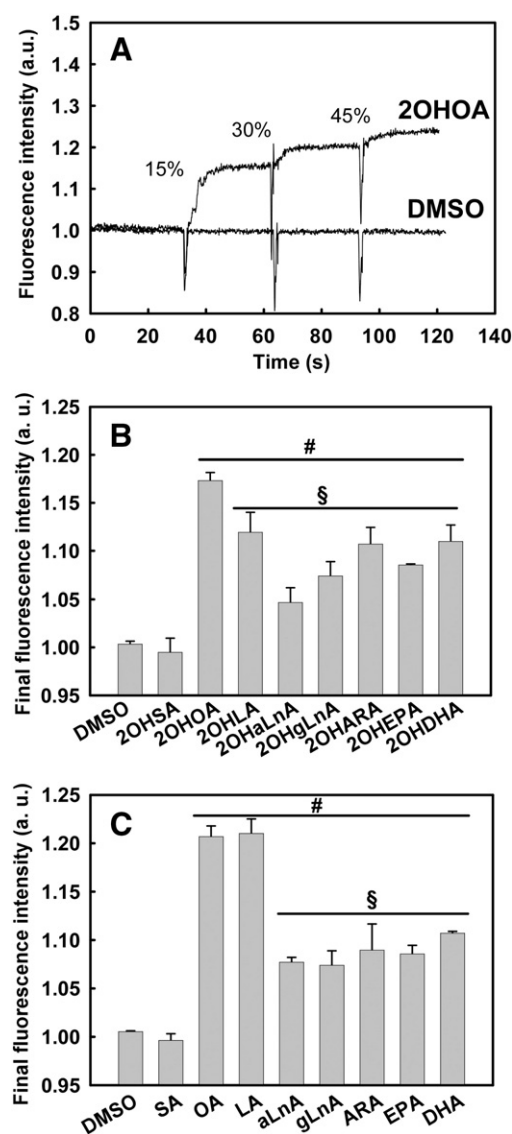 A
1.5
1.4
1.3
1.2
1.1
1.0
0.9
0.8
Fluorescence intensity (a.u.)
15%
30%
45%
2OHOA
DMSO
0 20 40 60 80 100 120 140
Time (s)
B
1.25
1.20
1.15
1.10
1.05
1.00
0.95
Final fluorescence intensity (a. u.)
#
§
DMSO 2OHSA 2OHOA 2OHLA 2OHaLnA 2OHgLnA 2OHARA 2OHEPA 2OHDHA
C
1.25
1.20
1.15
1.10
1.05
1.00
0.95
Final fluorescence intensity (a. u.)
#
§
DMSO SA OA LA aLnA gLnA ARA EPA DHA